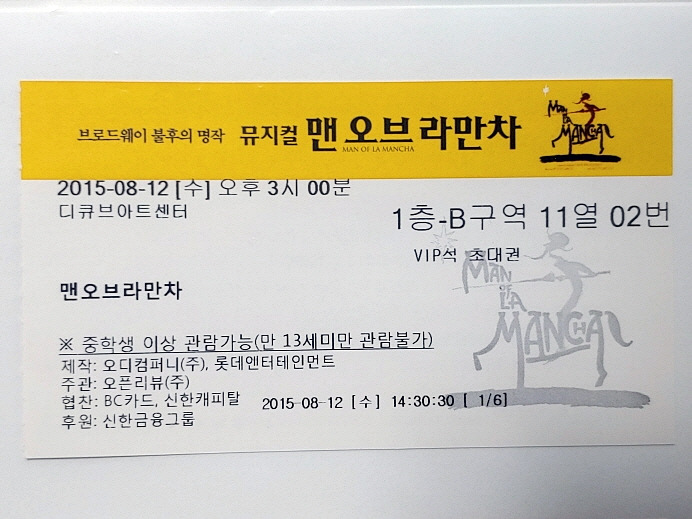 브로드웨이 불후의 명작 뮤지컬 맨 오브 라만차
MAN OF LA MANCHA
MAN
LA
MANCHA
2015-08-12 [수] 오후 3시 00분
디큐브아트센터
1층-B구역 11열 02번
VIP석 초대권
MAN
OF
LA
MANCHA
맨오브라만차
※ 중학생 이상 관람가능(만 13세미만 관람불가)
제작: 오디컴퍼니(주), 롯데엔터테인먼트
주관: 오픈리뷰(주)
협찬: BC카드, 신한캐피탈
2015-08-12 [수] 14:30:30 [ 1/6]
후원: 신한금융그룹